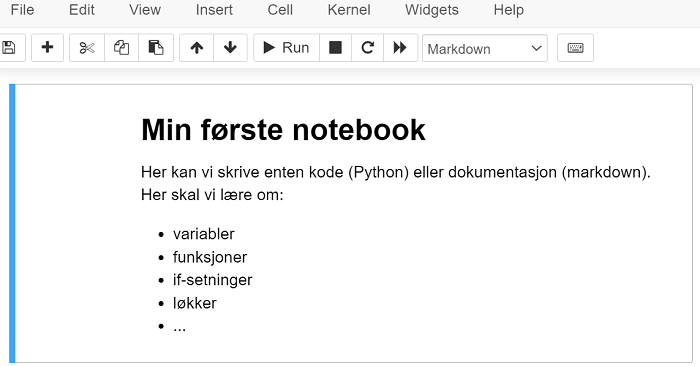 File Edit View Insert Cell Kernel Widgets Help
Run Markdown
Min første notebook
Her kan vi skrive enten kode (Python) eller dokumentasjon (markdown).
Her skal vi lære om:
• variabler
• funksjoner
• if-setninger
• løkker
• ...